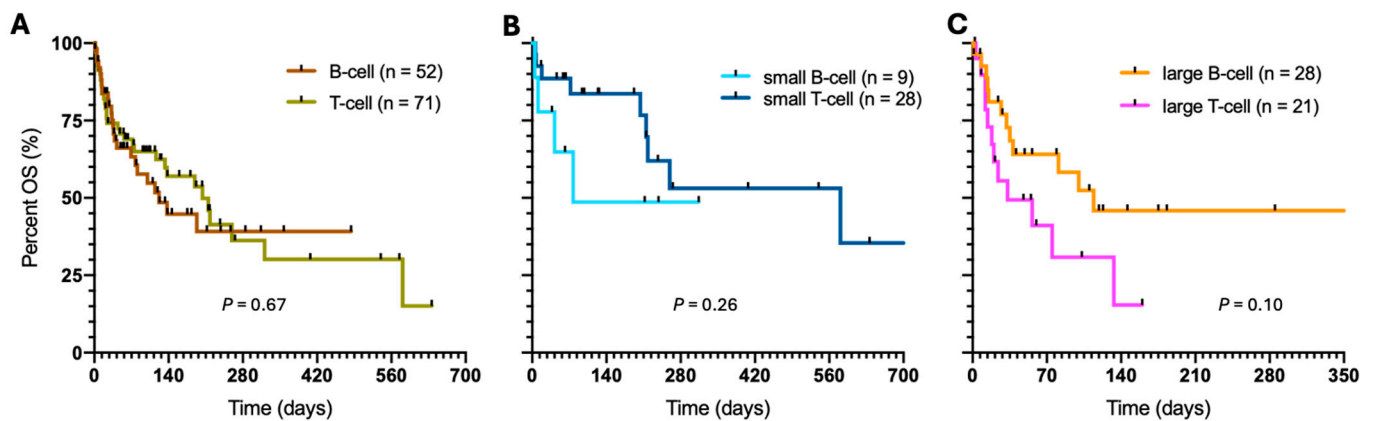 A
B
C
100
75
50
25
0
Percent OS (%)
B-cell (n = 52)
T-cell (n = 71)
P = 0.67
0 140 280 420 560 700
Time (days)
small B-cell (n = 9)
small T-cell (n = 28)
P = 0.26
0 140 280 420 560 700
Time (days)
large B-cell (n = 28)
large T-cell (n = 21)
P = 0.10
0 70 140 210 280 350
Time (days)